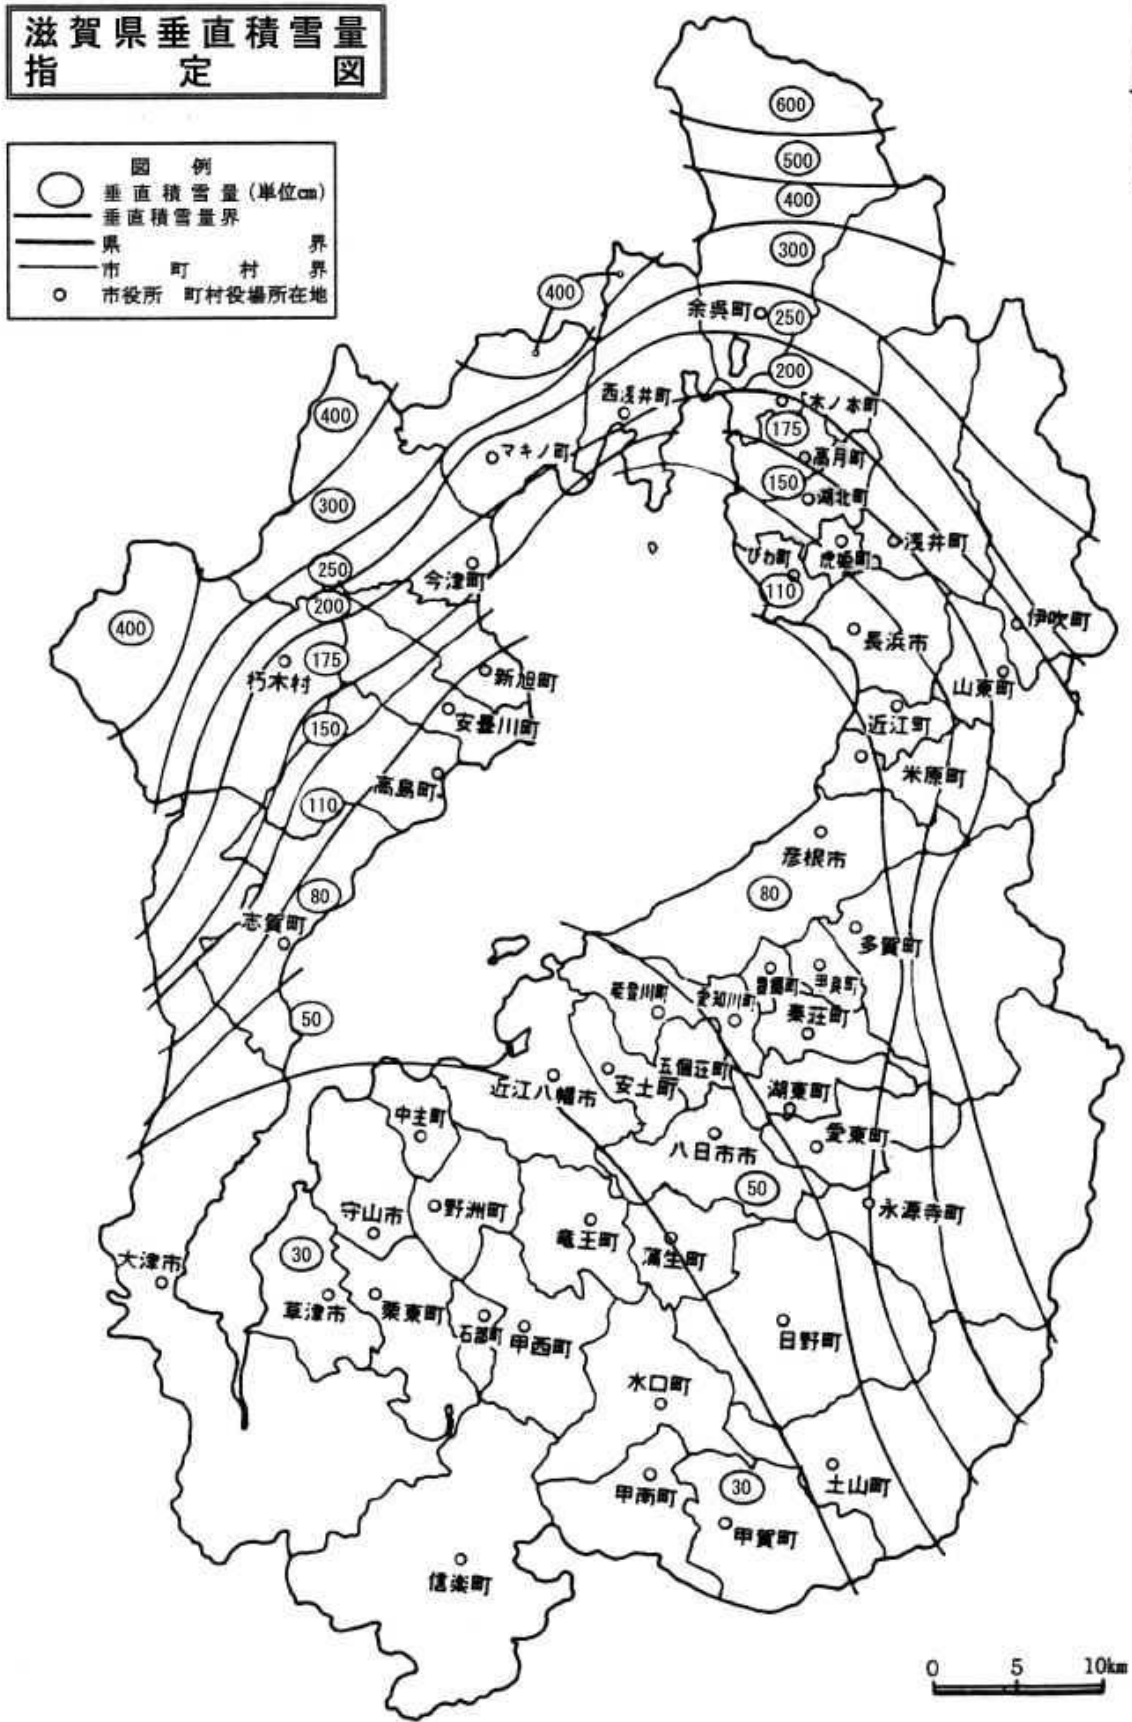 滋賀県垂直積雪量
指定図
図例
垂直積雪量(単位cm)
垂直積雪量界
県界
市町村界
市役所 町村役場所在地
600
500
400
300
400
余呉町
250
200
西浅井町
木ノ本町
400
175
マキノ町
高月町
150
湖北町
300
浅井町
びわ町
虎姫町
250
今津町
110
200
400
長浜市
伊吹町
175
朽木村
新旭町
山東町
安曇川町
近江町
150
米原町
高島町
110
彦根市
80
80
志賀町
多賀町
豊郷町
甲良町
能登川町
愛知川町
50
秦荘町
五個荘町
近江八幡市
安土町
湖東町
中主町
愛東町
八日市市
50
守山市
野洲町
永源寺町
竜王町
蒲生町
30
大津市
草津市
栗東町
石部町
甲西町
日野町
水口町
30
土山町
甲南町
甲賀町
信楽町
0 5 10km